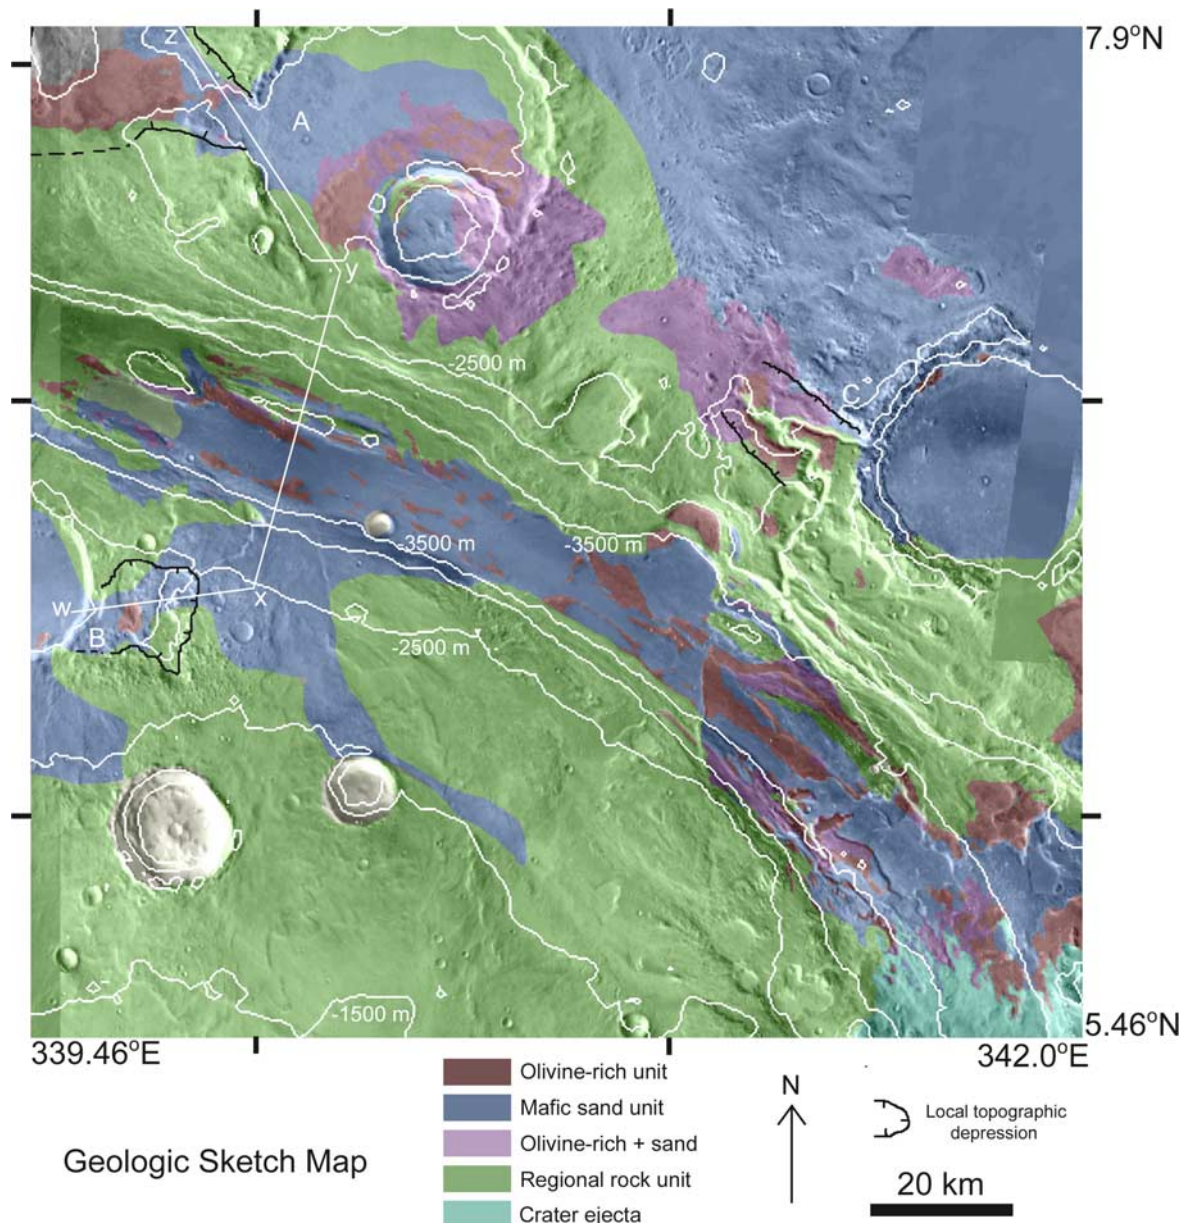 7.9°N
z
A
y
-2500 m
C
-3500 m
-3500 m
w
x
B
-2500 m
-1500 m
5.46°N
339.46°E
342.0°E
Olivine-rich unit
Mafic sand unit
Olivine-rich + sand
Regional rock unit
Crater ejecta
N
Local topographic
depression
Geologic Sketch Map
20 km